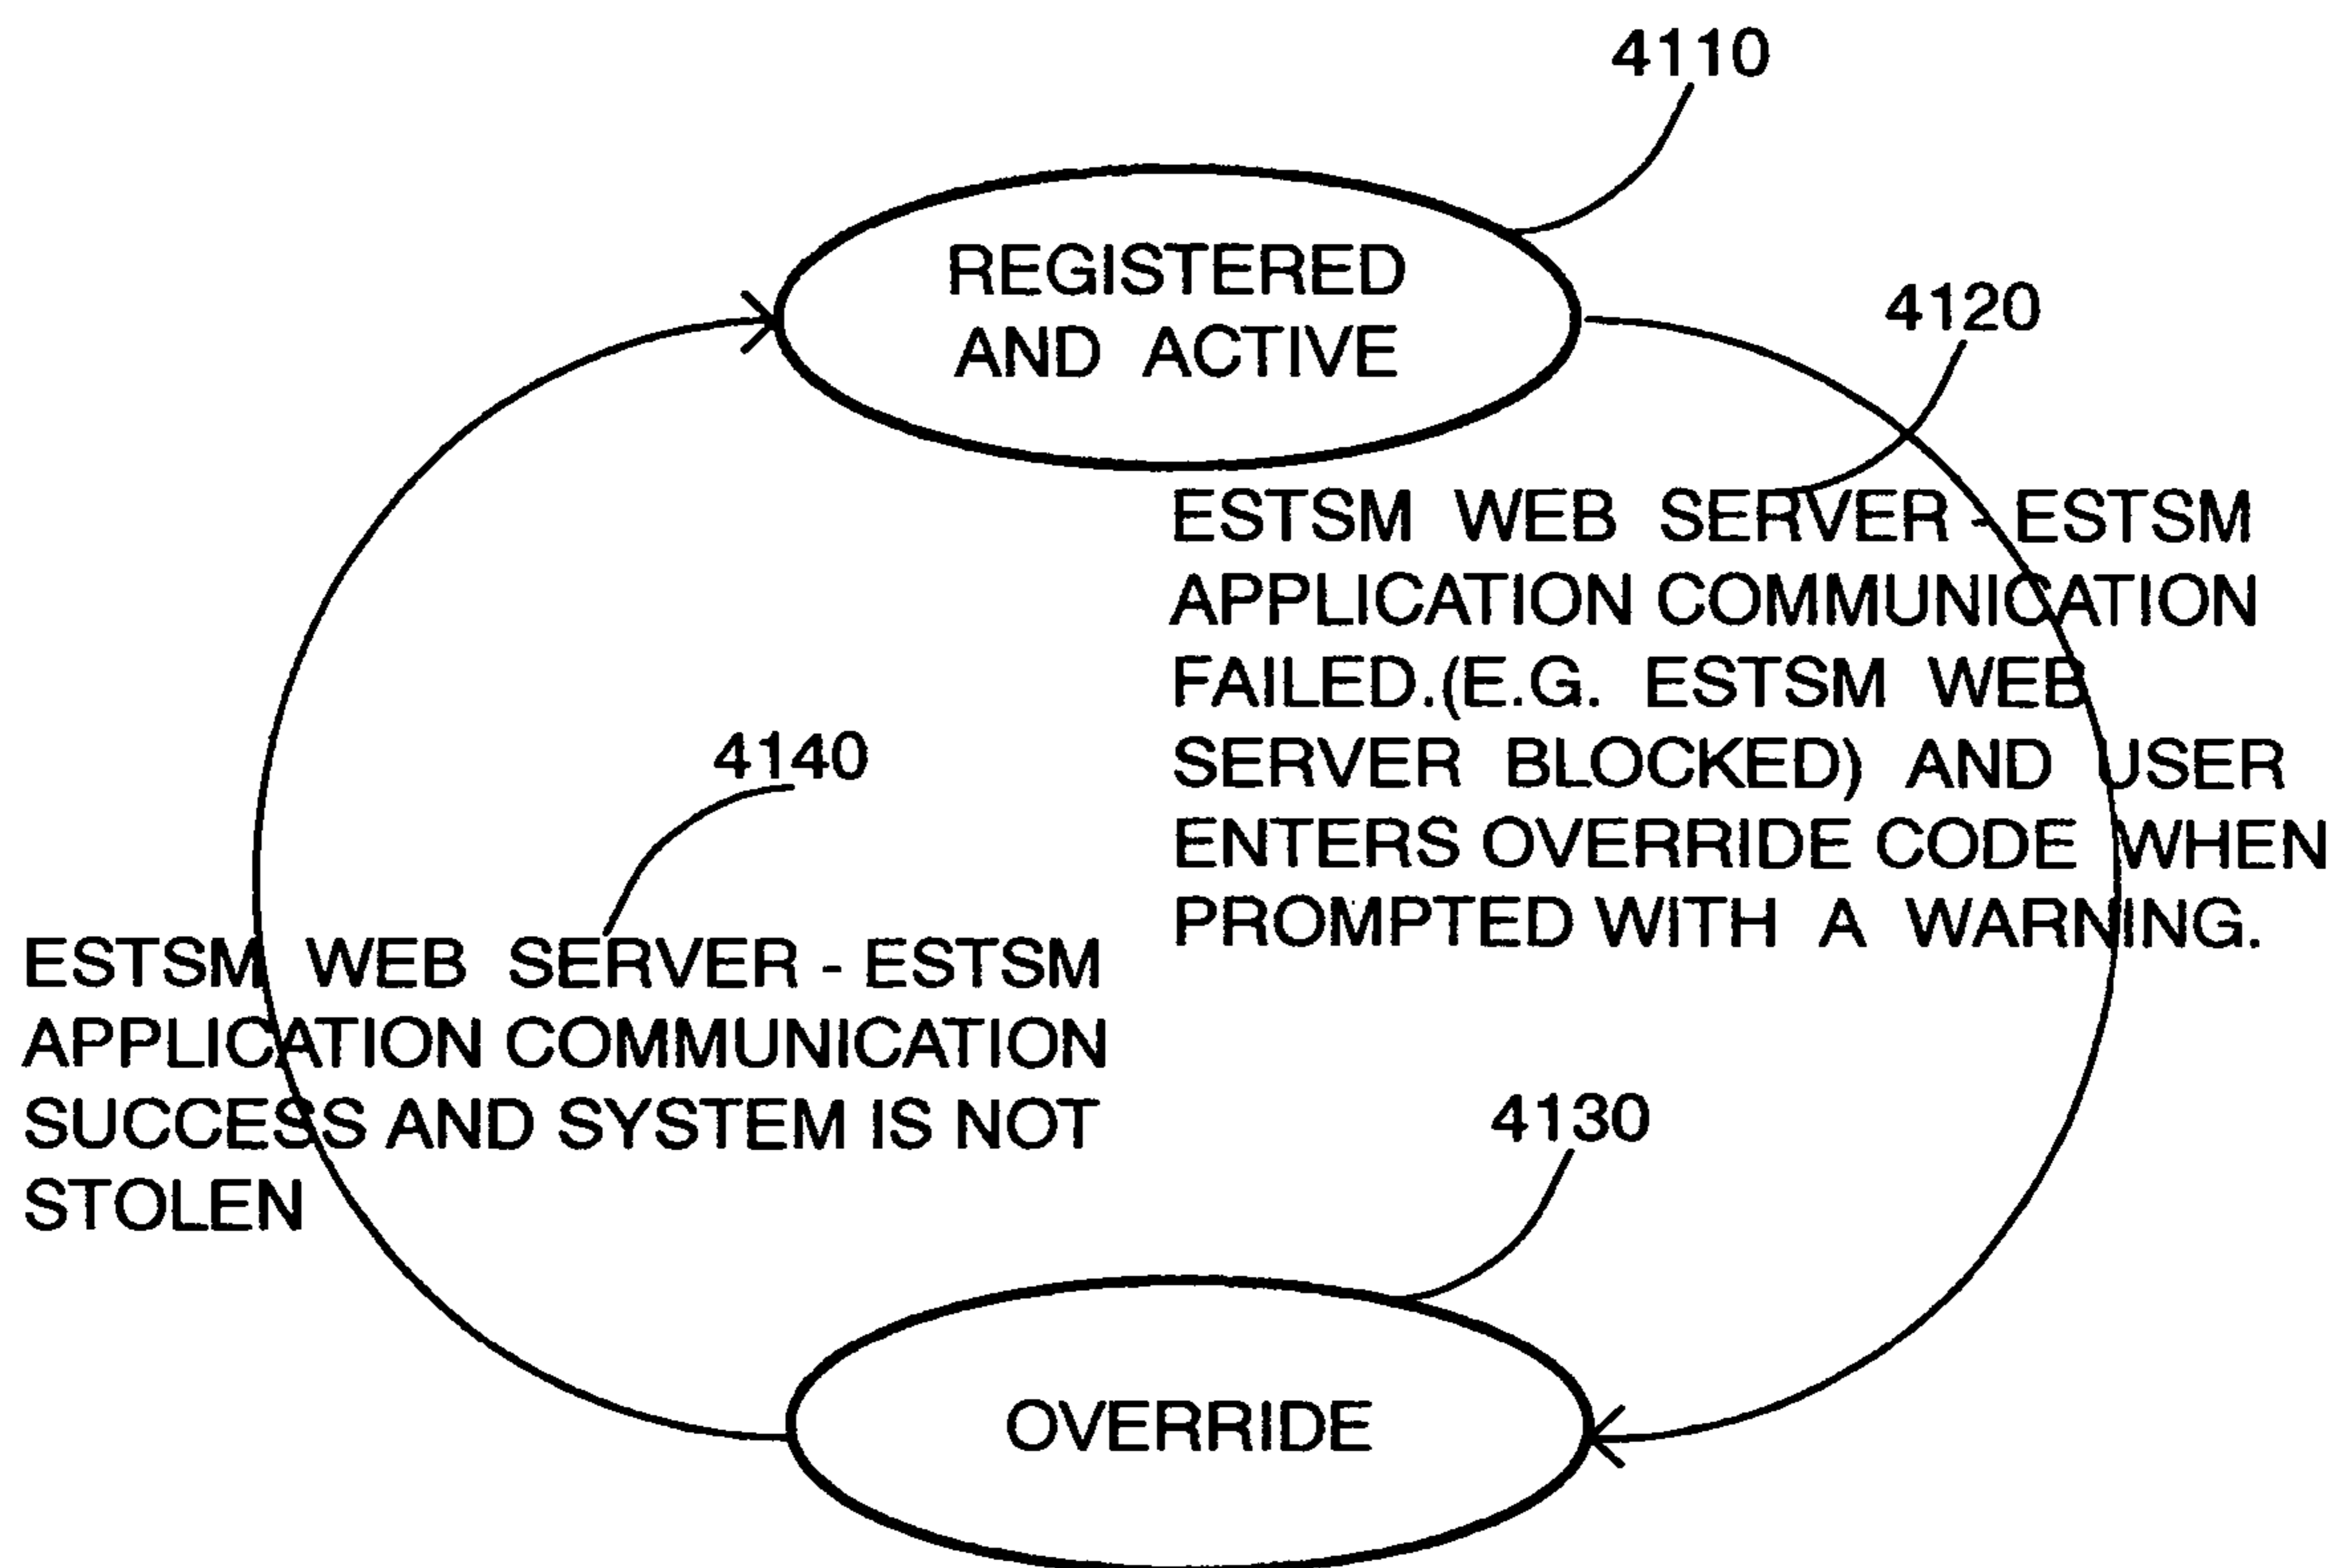 4110
REGISTERED
AND ACTIVE
4120
ESTSM WEB SERVER - ESTSM
APPLICATION COMMUNICATION
FAILED.(E.G. ESTSM WEB
SERVER BLOCKED) AND USER
ENTERS OVERRIDE CODE WHEN
PROMPTED WITH A WARNING.
4140
ESTSM WEB SERVER - ESTSM
APPLICATION COMMUNICATION
SUCCESS AND SYSTEM IS NOT
STOLEN
4130
OVERRIDE